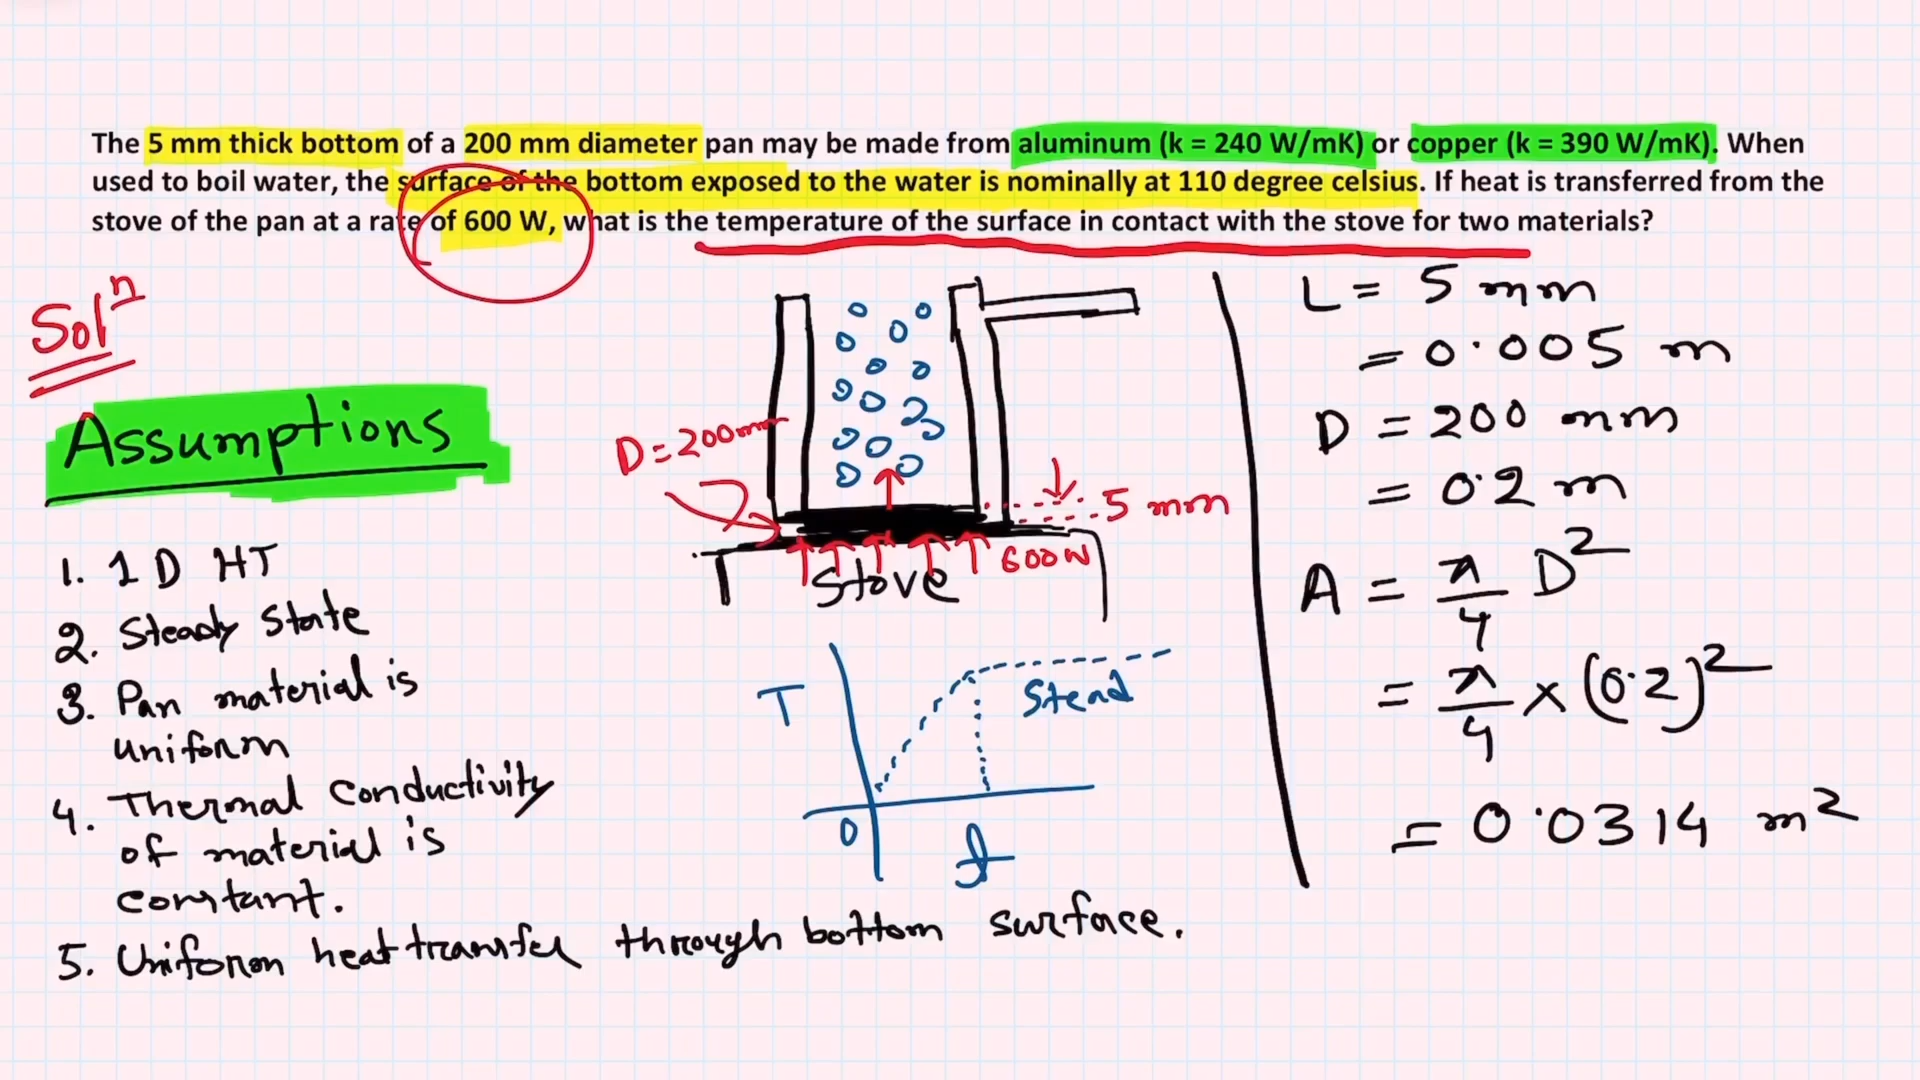 The 5 mm thick bottom of a 200 mm diameter pan may be made from aluminum (k = 240 W/mK) or copper (k = 390 W/mK). When
used to boil water, the surface of the bottom exposed to the water is nominally at 110 degree celsius. If heat is transferred from the
stove of the pan at a rate of 600 W, what is the temperature of the surface in contact with the stove for two materials?
Solⁿ
Assumptions
1. 1D HT
2. Steady State
3. Pan material is
uniform
4. Thermal Conductivity
of material is
constant.
5. Uniform heat transfer through bottom surface.
D = 200mm
5 mm
600W
Stove
T
Stead
0
t
L = 5 mm
= 0.005 m
D = 200 mm
= 0.2 m
A = π/4 D²
= π/4 × (0.2)²
= 0.0314 m²